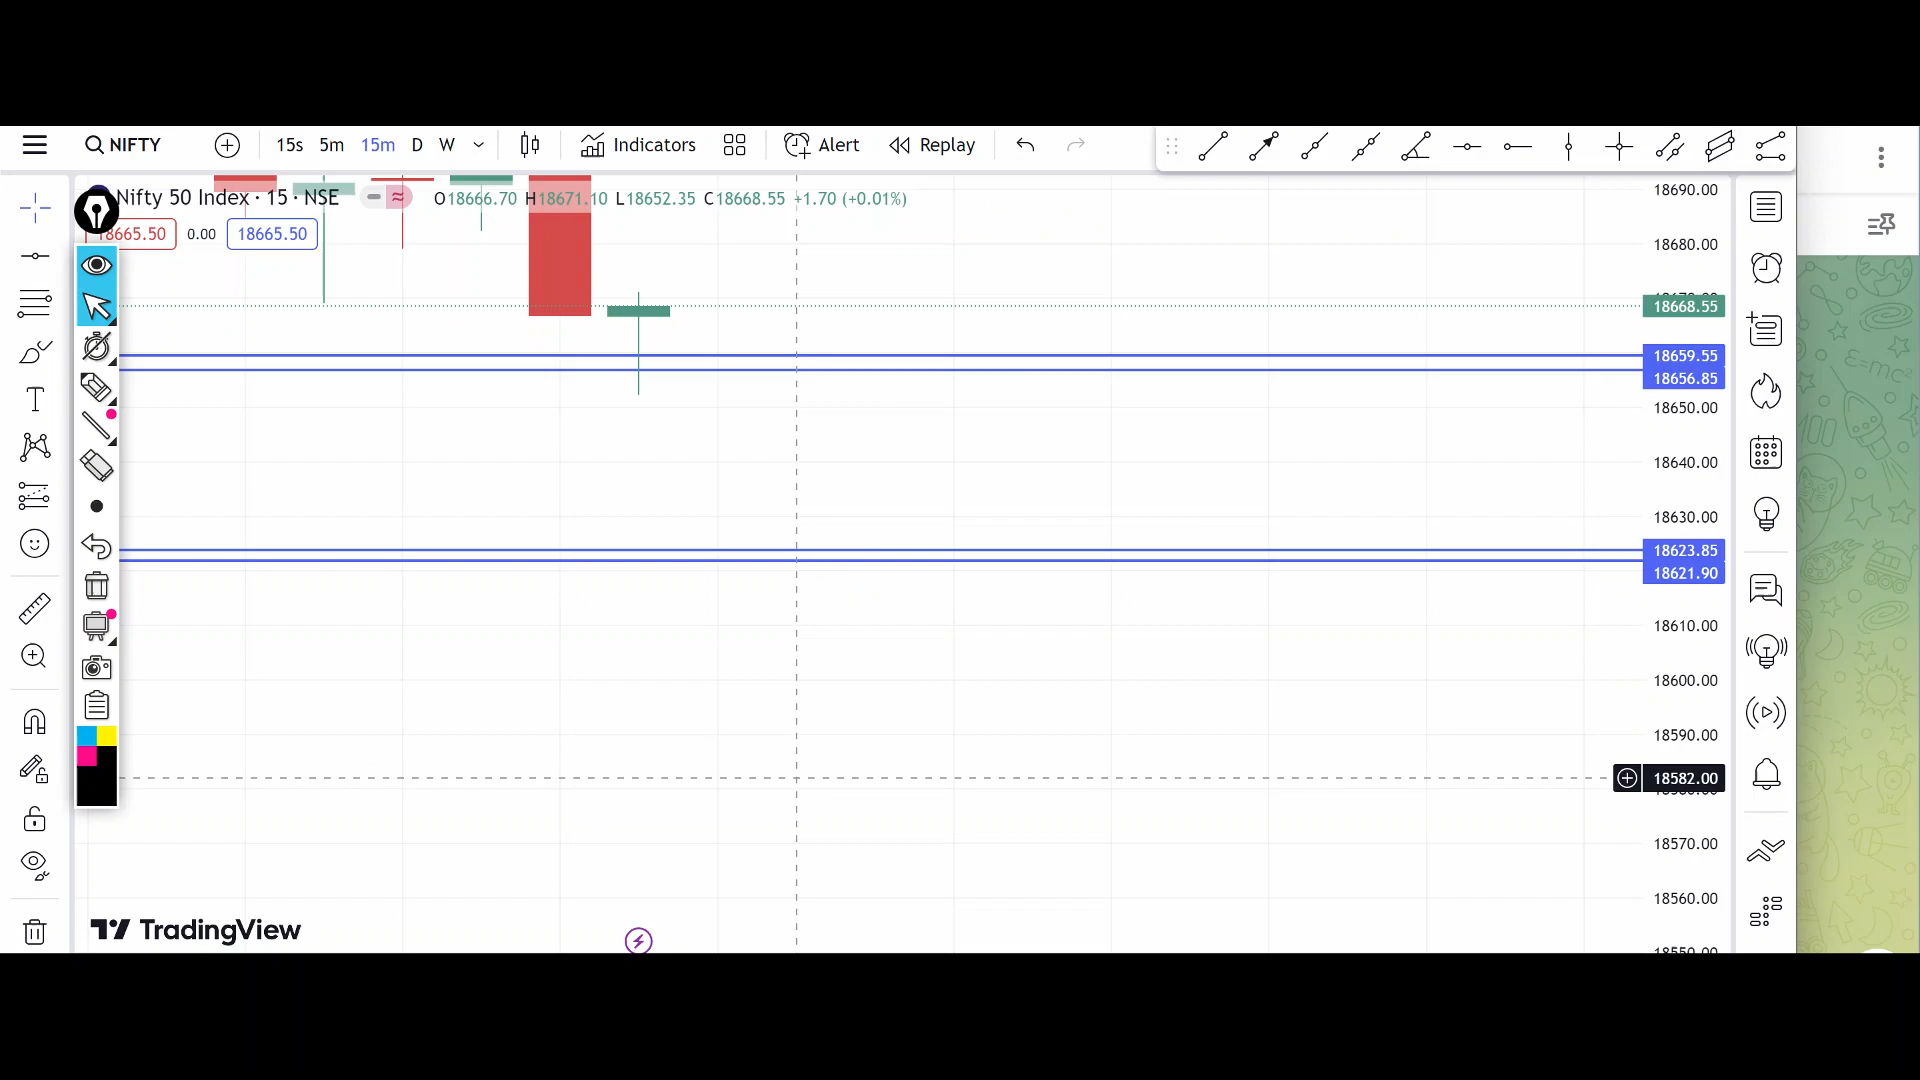 NIFTY
15s 5m 15m D W
Indicators
Alert
Replay
Nifty 50 Index · 15 · NSE
O18666.70 H18671.10 L18652.35 C18668.55 +1.70 (+0.01%)
18665.50 0.00 18665.50
18690.00
18680.00
18668.55
18659.55
18656.85
18650.00
18640.00
18630.00
18623.85
18621.90
18610.00
18600.00
18590.00
18582.00
18570.00
18560.00
TradingView